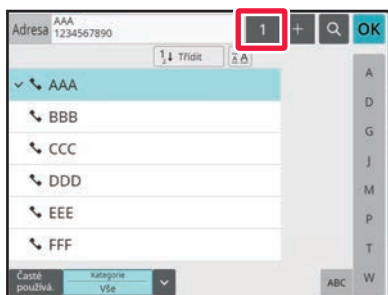 Adresa AAA
1234567890
1 + OK
Třídit
AAA
BBB
CCC
DDD
EEE
FFF
A
D
G
J
M
P
T
W
Časté
používá.
Kategorie
Vše
ABC